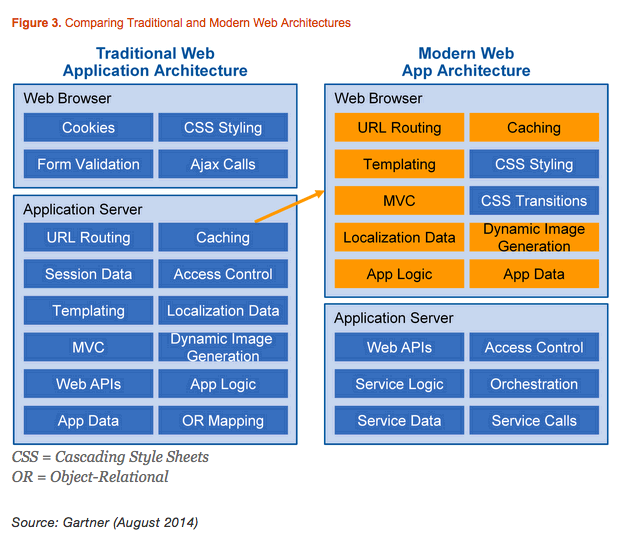 Figure 3. Comparing Traditional and Modern Web Architectures
Traditional Web
Application Architecture
Web Browser
Cookies
CSS Styling
Form Validation
Ajax Calls
Application Server
URL Routing
Caching
Session Data
Access Control
Templating
Localization Data
MVC
Dynamic Image
Generation
Web APIs
App Logic
App Data
OR Mapping
Modern Web
App Architecture
Web Browser
URL Routing
Caching
Templating
CSS Styling
MVC
CSS Transitions
Localization Data
Dynamic Image
Generation
App Logic
App Data
Application Server
Web APIs
Access Control
Service Logic
Orchestration
Service Data
Service Calls
CSS = Cascading Style Sheets
OR = Object-Relational
Source: Gartner (August 2014)